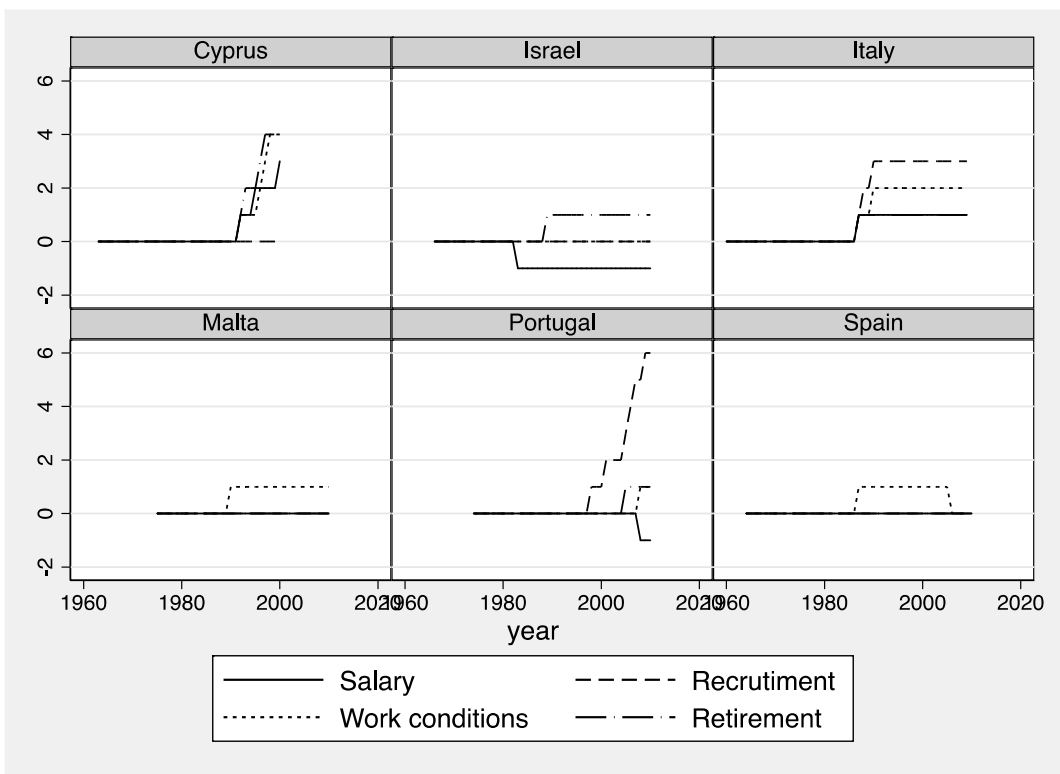 Cyprus Israel Italy
6
4
2
0
-2
Malta Portugal Spain
6
4
2
0
-2
1960 1980 2000 2020 1960 1980 2000 2020 1960 1980 2000 2020
year
Salary Recrutiment
Work conditions Retirement